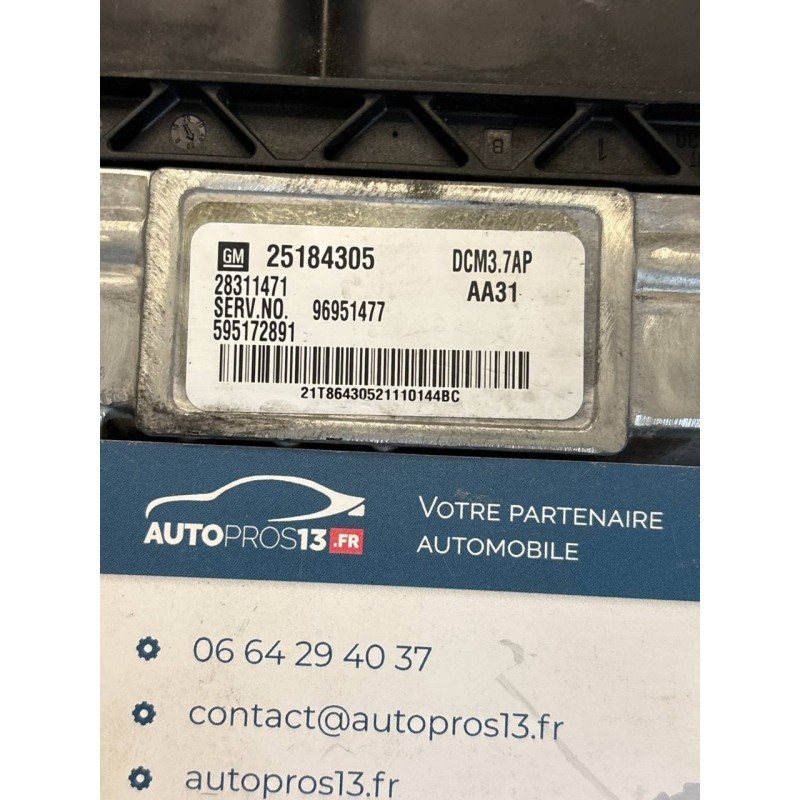 B
1
GM 25184305 DCM3.7AP
28311471 AA31
SERV.NO. 96951477
595172891
21T86430521110144BC
AUTOPROS13.FR
VOTRE PARTENAIRE
AUTOMOBILE
06 64 29 40 37
contact@autopros13.fr
autopros13.fr